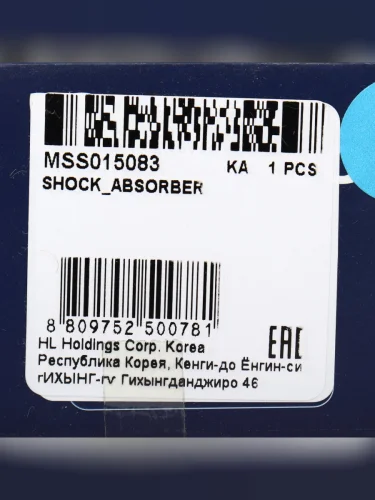 MSS015083 KA 1 PCS
SHOCK_ABSORBER
8 809752 500781
EAC
HL Holdings Corp. Korea
Республика Корея, Кенги-до Ёнгин-си
гИХЫНГ-гу Гихынгданджиро 46